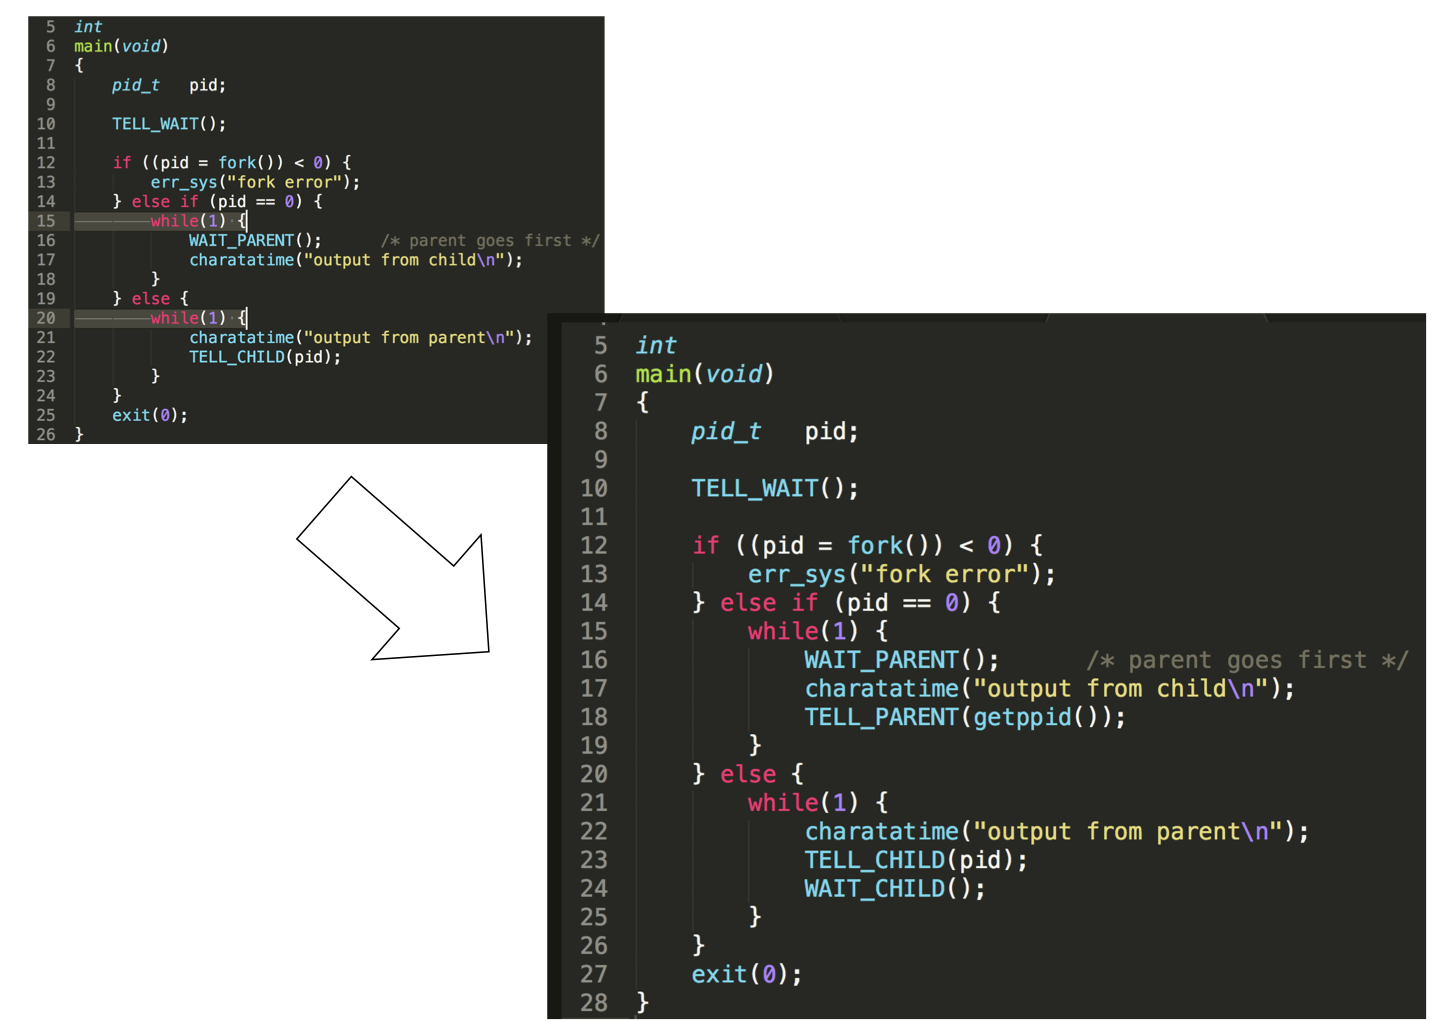 5 int
6 main(void)
7 {
8     pid_t   pid;
9
10     TELL_WAIT();
11
12     if ((pid = fork()) < 0) {
13         err_sys("fork error");
14     } else if (pid == 0) {
15         while(1) {
16             WAIT_PARENT();      /* parent goes first */
17             charatatime("output from child\n");
18         }
19     } else {
20         while(1) {
21             charatatime("output from parent\n");
22             TELL_CHILD(pid);
23         }
24     }
25     exit(0);
26 }
5 int
6 main(void)
7 {
8     pid_t   pid;
9
10     TELL_WAIT();
11
12     if ((pid = fork()) < 0) {
13         err_sys("fork error");
14     } else if (pid == 0) {
15         while(1) {
16             WAIT_PARENT();      /* parent goes first */
17             charatatime("output from child\n");
18             TELL_PARENT(getppid());
19         }
20     } else {
21         while(1) {
22             charatatime("output from parent\n");
23             TELL_CHILD(pid);
24             WAIT_CHILD();
25         }
26     }
27     exit(0);
28 }